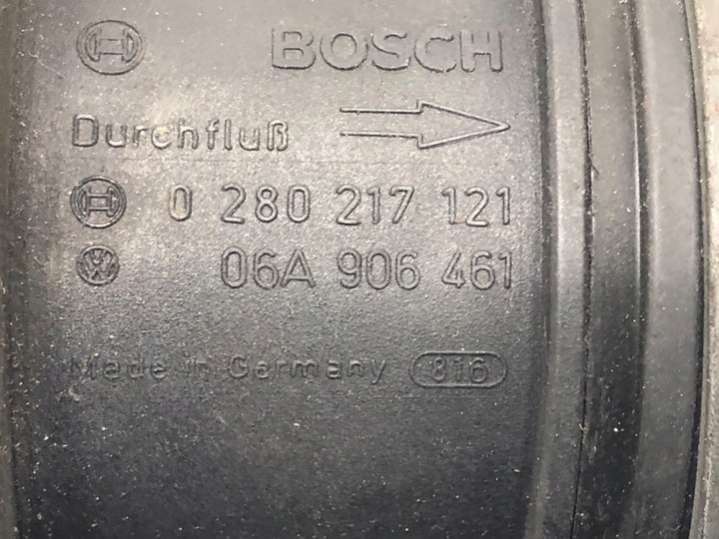 BOSCH
Durchfluß
0 280 217 121
06A 906 461
Made in Germany 816